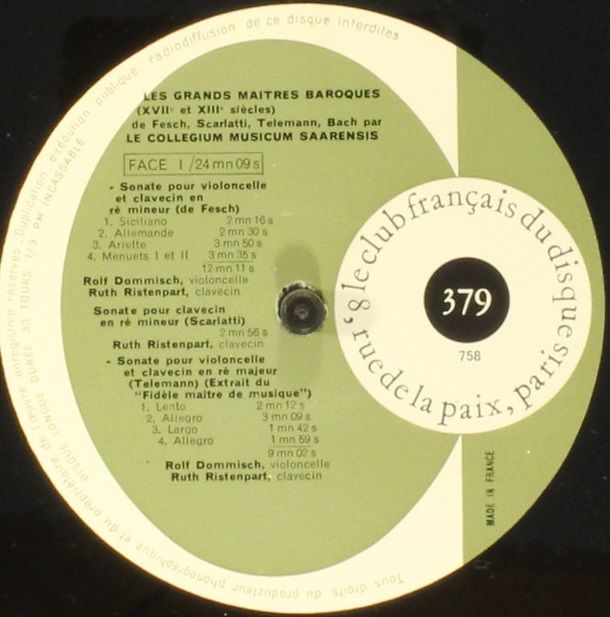 LES GRANDS MAITRES BAROQUES
(XVIIᵉ et XIIIᵉ siècles)
de Fesch, Scarlatti, Telemann, Bach par
LE COLLEGIUM MUSICUM SAARENSIS
FACE I /24 mn 09 s
- Sonate pour violoncelle
et clavecin en
ré mineur (de Fesch)
1. Siciliano 2 mn 16 s
2. Allemande 2 mn 30 s
3. Ariette 3 mn 50 s
4. Menuets I et II 3 mn 35 s
12 mn 11 s
Rolf Dommisch, violoncelle
Ruth Ristenpart, clavecin
Sonate pour clavecin
en ré mineur (Scarlatti)
2 mn 56 s
Ruth Ristenpart, clavecin
- Sonate pour violoncelle
et clavecin en ré majeur
(Telemann) (Extrait du
"Fidèle maître de musique")
1. Lento 2 mn 12 s
2. Allegro 3 mn 09 s
3. Largo 1 mn 42 s
4. Allegro 1 mn 59 s
9 mn 02 s
Rolf Dommisch, violoncelle
Ruth Ristenpart, clavecin
le club français du disque
8, rue de la paix, paris
379
758
MADE IN FRANCE
Tous droits du producteur phonographique et du propriétaire de l'œuvre enregistrée réservés - Duplication, exécution publique, radiodiffusion de ce disque interdites
DISQUE LONGUE DURÉE 33 TOURS 1/3 PM INCASSABLE